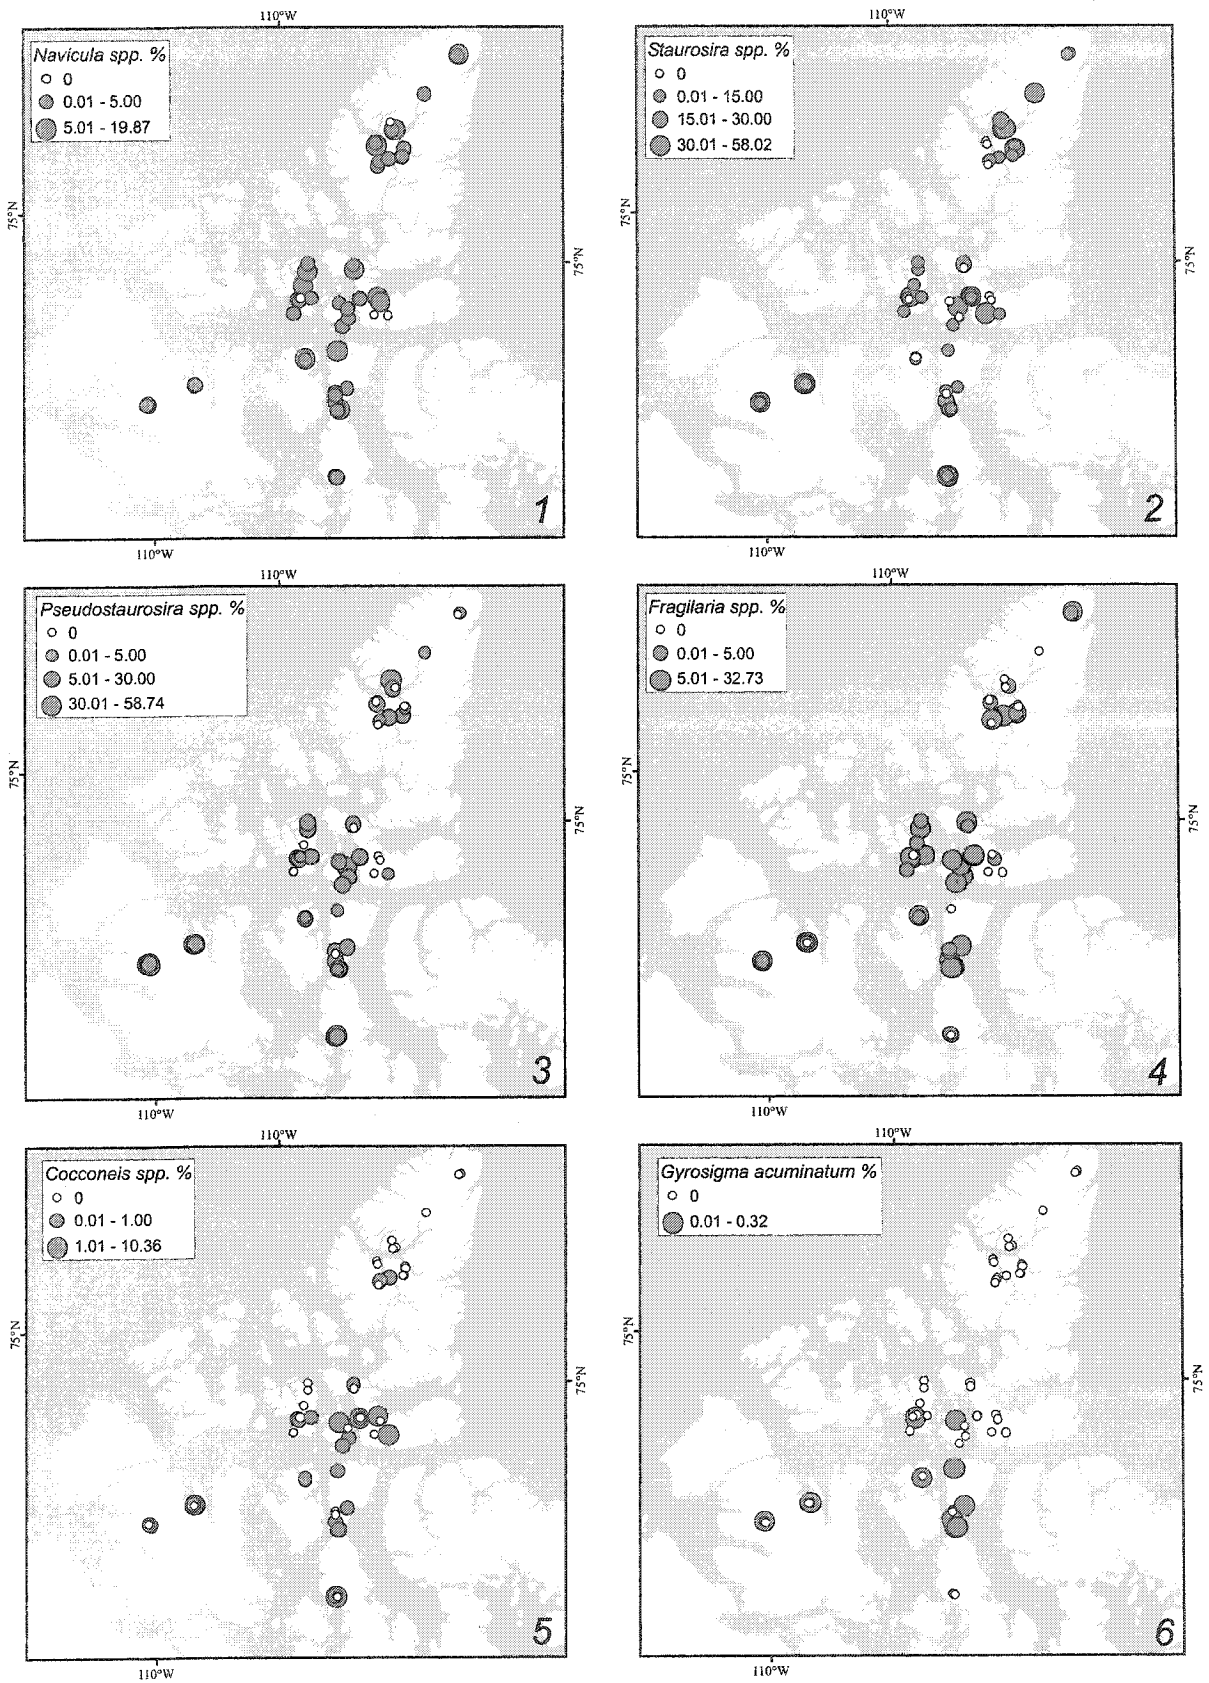 110°W
Navicula spp. %
0
0.01 - 5.00
5.01 - 19.87
75°N
75°N
1
110°W
110°W
Staurosira spp. %
0
0.01 - 15.00
15.01 - 30.00
30.01 - 58.02
75°N
75°N
2
110°W
110°W
Pseudostaurosira spp. %
0
0.01 - 5.00
5.01 - 30.00
30.01 - 58.74
75°N
75°N
3
110°W
110°W
Fragilaria spp. %
0
0.01 - 5.00
5.01 - 32.73
75°N
75°N
4
110°W
110°W
Cocconeis spp. %
0
0.01 - 1.00
1.01 - 10.36
75°N
75°N
5
110°W
110°W
Gyrosigma acuminatum %
0
0.01 - 0.32
75°N
75°N
6
110°W